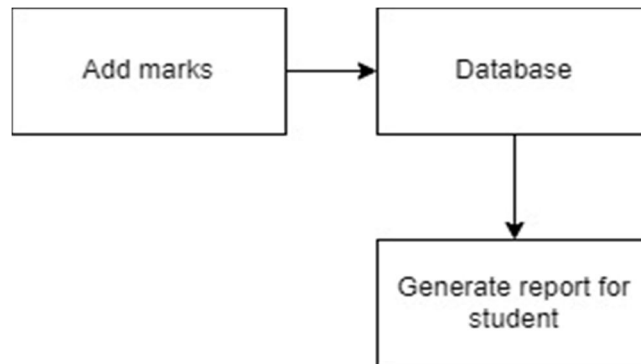 Add marks
Database
Generate report for
student